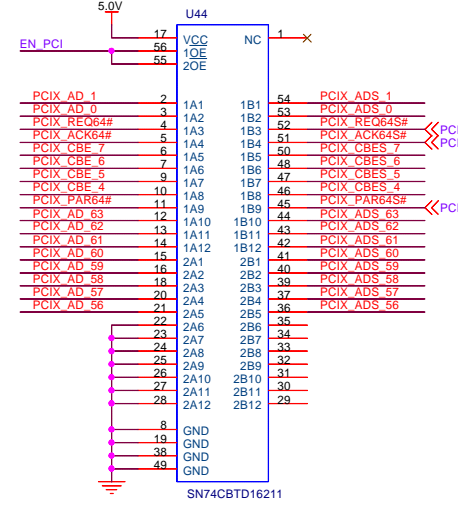 5.0V
U44
17 VCC NC 1
EN_PCI 56 1OE
55 2OE
PCIX_AD_1 2 1A1 1B1 54 PCIX_ADS_1
PCIX_AD_0 3 1A2 1B2 53 PCIX_ADS_0
PCIX_REQ64# 4 1A3 1B3 52 PCIX_REQ64S# PCI
PCIX_ACK64# 5 1A4 1B4 51 PCIX_ACK64S# PCI
PCIX_CBE_7 6 1A5 1B5 50 PCIX_CBES_7
PCIX_CBE_6 7 1A6 1B6 48 PCIX_CBES_6
PCIX_CBE_5 9 1A7 1B7 47 PCIX_CBES_5
PCIX_CBE_4 10 1A8 1B8 46 PCIX_CBES_4
PCIX_PAR64# 11 1A9 1B9 45 PCIX_PAR64S# PCI
PCIX_AD_63 12 1A10 1B10 44 PCIX_ADS_63
PCIX_AD_62 13 1A11 1B11 43 PCIX_ADS_62
PCIX_AD_61 14 1A12 1B12 42 PCIX_ADS_61
PCIX_AD_60 15 2A1 2B1 41 PCIX_ADS_60
PCIX_AD_59 16 2A2 2B2 40 PCIX_ADS_59
PCIX_AD_58 18 2A3 2B3 39 PCIX_ADS_58
PCIX_AD_57 20 2A4 2B4 37 PCIX_ADS_57
PCIX_AD_56 21 2A5 2B5 36 PCIX_ADS_56
22 2A6 2B6 35
23 2A7 2B7 34
24 2A8 2B8 33
25 2A9 2B9 32
26 2A10 2B10 31
27 2A11 2B11 30
28 2A12 2B12 29
8 GND
19 GND
38 GND
49 GND
SN74CBTD16211